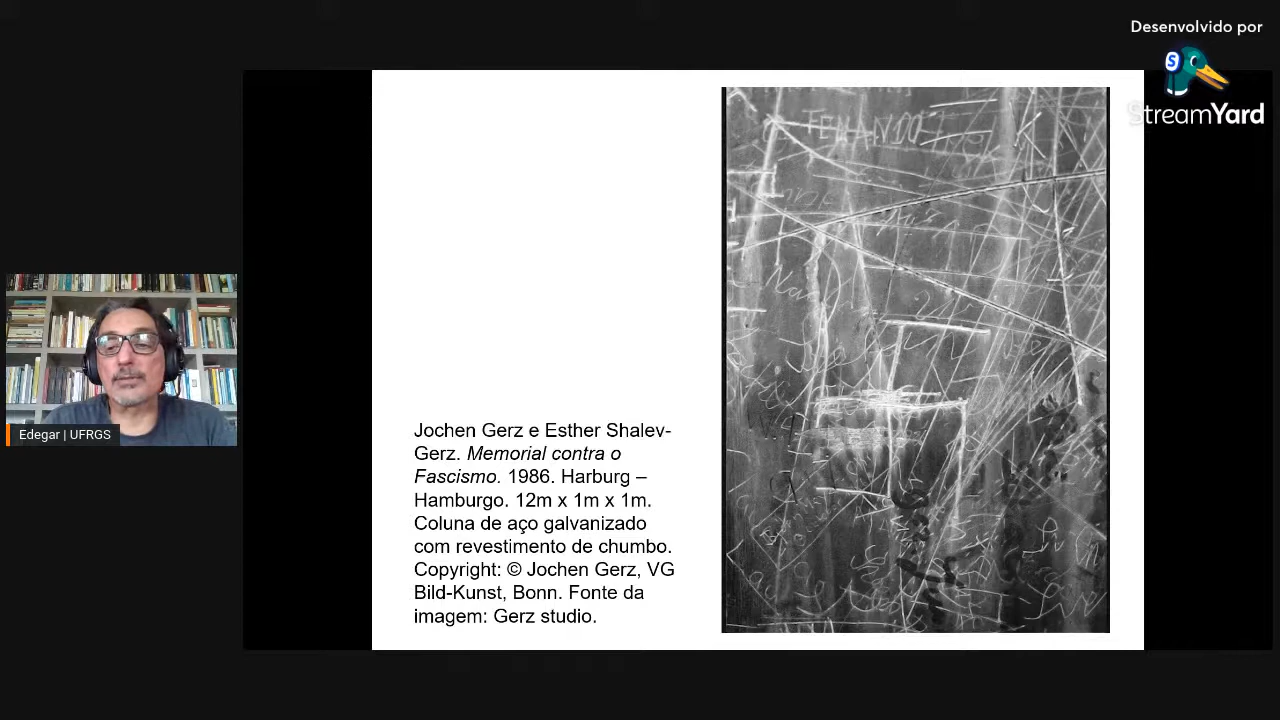 Desenvolvido por
StreamYard
Edegar | UFRGS
Jochen Gerz e Esther Shalev-
Gerz. Memorial contra o
Fascismo. 1986. Harburg –
Hamburgo. 12m x 1m x 1m.
Coluna de aço galvanizado
com revestimento de chumbo.
Copyright: © Jochen Gerz, VG
Bild-Kunst, Bonn. Fonte da
imagem: Gerz studio.